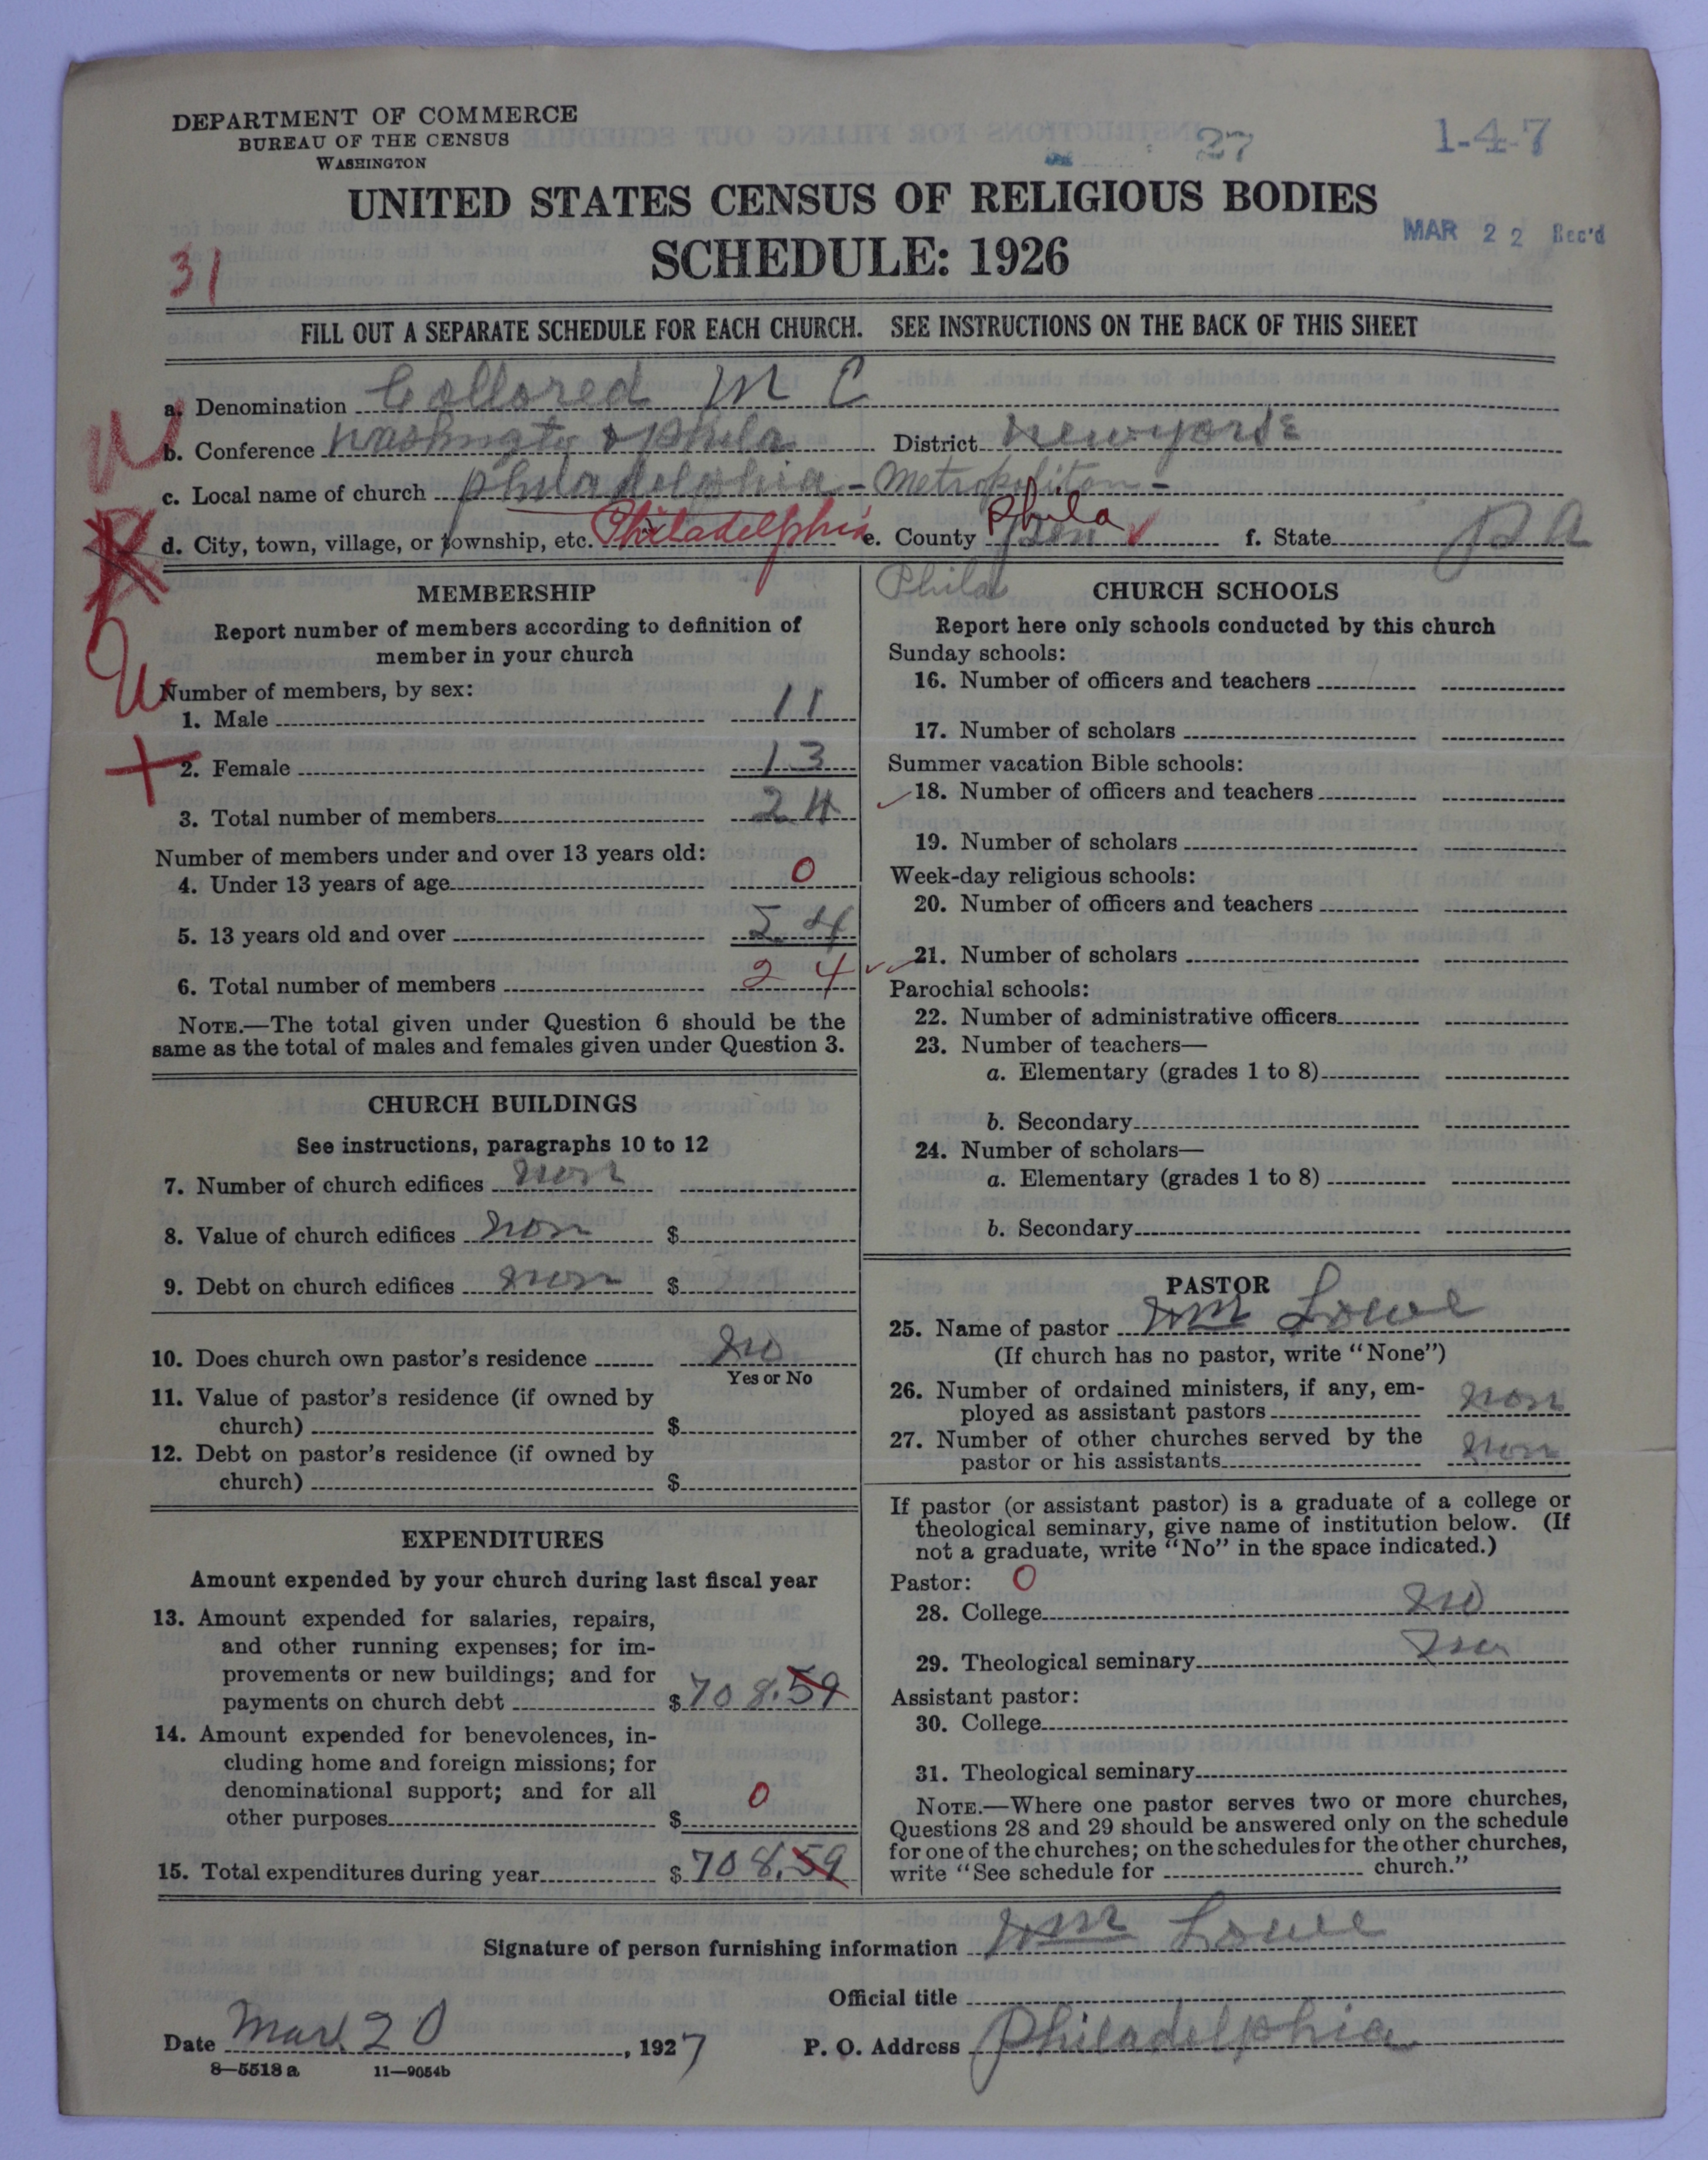 DEPARTMENT OF COMMERCE
BUREAU OF THE CENSUS
WASHINGTON
27
1-4-7
UNITED STATES CENSUS OF RELIGIOUS BODIES
SCHEDULE: 1926
MAR 22 Rec'd
31
FILL OUT A SEPARATE SCHEDULE FOR EACH CHURCH. SEE INSTRUCTIONS ON THE BACK OF THIS SHEET
a. Denomination Collored M C
b. Conference Washingto & Phila District Newyork
c. Local name of church Philadelphia - Metropoliton -
d. City, town, village, or township, etc. Philadelphia e. County Phila f. State PA
MEMBERSHIP
Report number of members according to definition of
member in your church
Number of members, by sex:
1. Male 11
2. Female 13
3. Total number of members 24
Number of members under and over 13 years old:
4. Under 13 years of age 0
5. 13 years old and over 24
6. Total number of members 24
NOTE.—The total given under Question 6 should be the
same as the total of males and females given under Question 3.
CHURCH BUILDINGS
See instructions, paragraphs 10 to 12
7. Number of church edifices non
8. Value of church edifices non $
9. Debt on church edifices non $
10. Does church own pastor's residence No
Yes or No
11. Value of pastor's residence (if owned by
church) $
12. Debt on pastor's residence (if owned by
church) $
EXPENDITURES
Amount expended by your church during last fiscal year
13. Amount expended for salaries, repairs,
and other running expenses; for im-
provements or new buildings; and for
payments on church debt $708.59
14. Amount expended for benevolences, in-
cluding home and foreign missions; for
denominational support; and for all
other purposes $ 0
15. Total expenditures during year $708.59
Phila
CHURCH SCHOOLS
Report here only schools conducted by this church
Sunday schools:
16. Number of officers and teachers
17. Number of scholars
Summer vacation Bible schools:
18. Number of officers and teachers
19. Number of scholars
Week-day religious schools:
20. Number of officers and teachers
21. Number of scholars
Parochial schools:
22. Number of administrative officers
23. Number of teachers—
a. Elementary (grades 1 to 8)
b. Secondary
24. Number of scholars—
a. Elementary (grades 1 to 8)
b. Secondary
PASTOR
25. Name of pastor Wm Lowe
(If church has no pastor, write "None")
26. Number of ordained ministers, if any, em-
ployed as assistant pastors non
27. Number of other churches served by the
pastor or his assistants non
If pastor (or assistant pastor) is a graduate of a college or
theological seminary, give name of institution below. (If
not a graduate, write "No" in the space indicated.)
Pastor: 0
28. College No
29. Theological seminary
Assistant pastor:
30. College
31. Theological seminary
NOTE.—Where one pastor serves two or more churches,
Questions 28 and 29 should be answered only on the schedule
for one of the churches; on the schedules for the other churches,
write "See schedule for church."
Signature of person furnishing information Wm Lowe
Official title
Date Mar 20, 1927 P. O. Address Philadelphia
8—5518 a 11—9054b